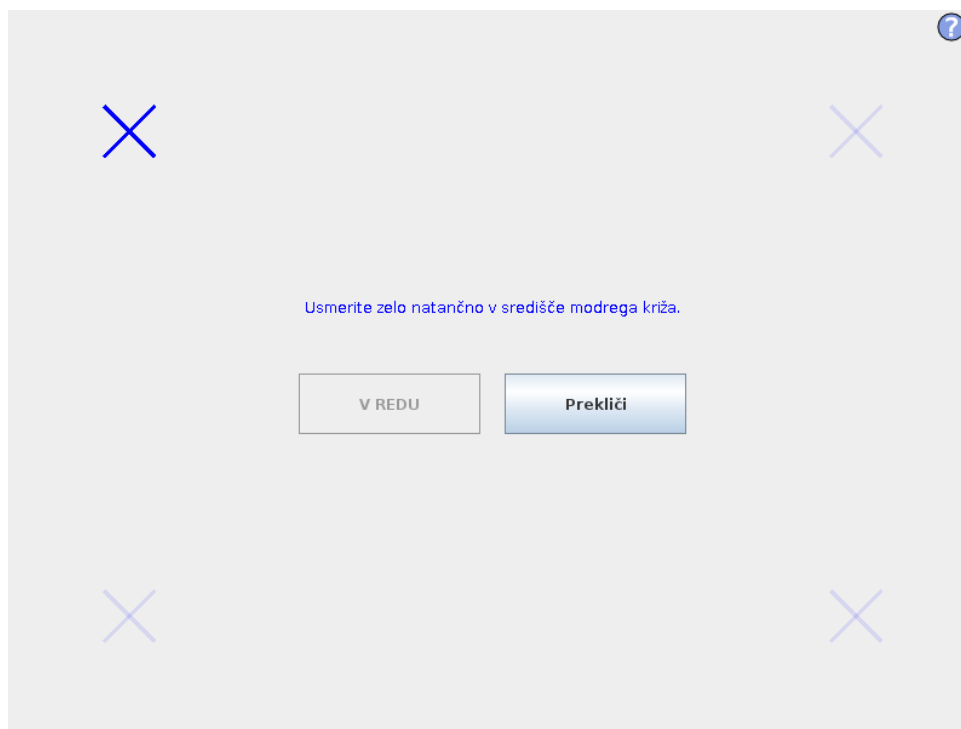 ?
Usmerite zelo natančno v središče modrega križa.
V REDU
Prekliči